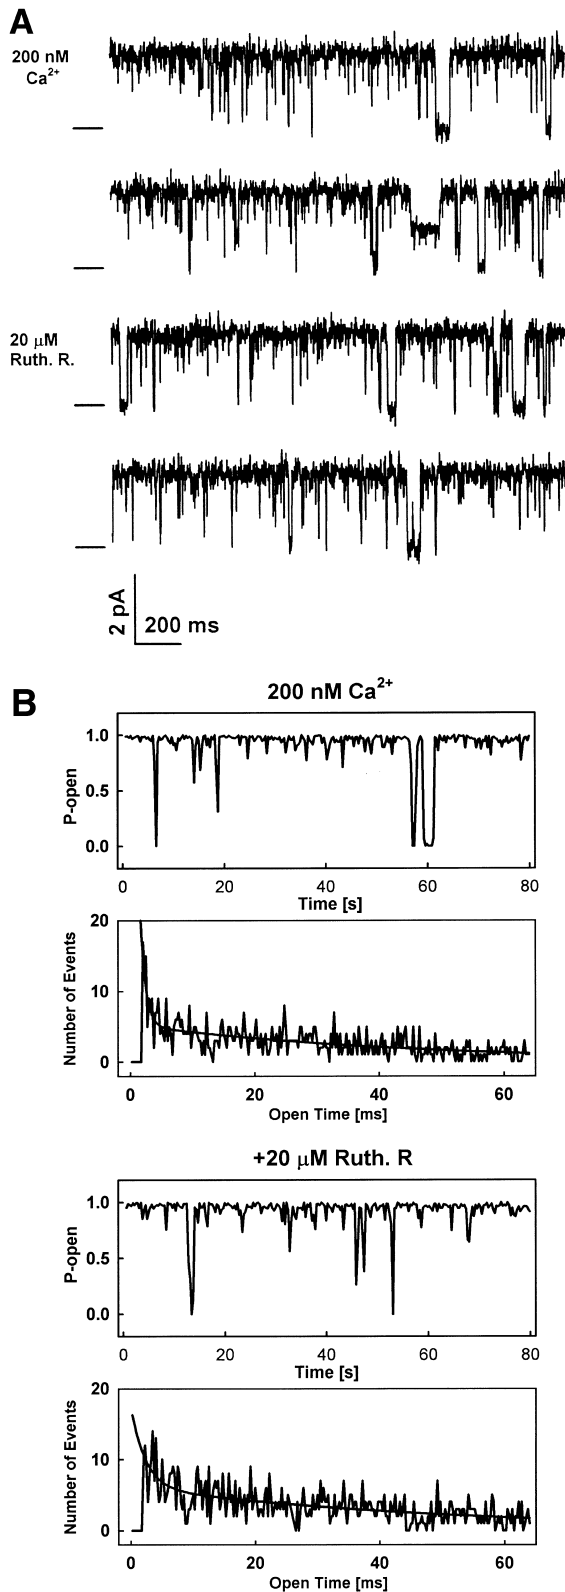 A
200 nM
Ca2+
20 μM
Ruth. R.
2 pA
200 ms
B
200 nM Ca2+
P-open
1.0
0.5
0.0
0 20 40 60 80
Time [s]
Number of Events
20
10
0
0 20 40 60
Open Time [ms]
+20 μM Ruth. R
P-open
1.0
0.5
0.0
0 20 40 60 80
Time [s]
Number of Events
20
10
0
0 20 40 60
Open Time [ms]